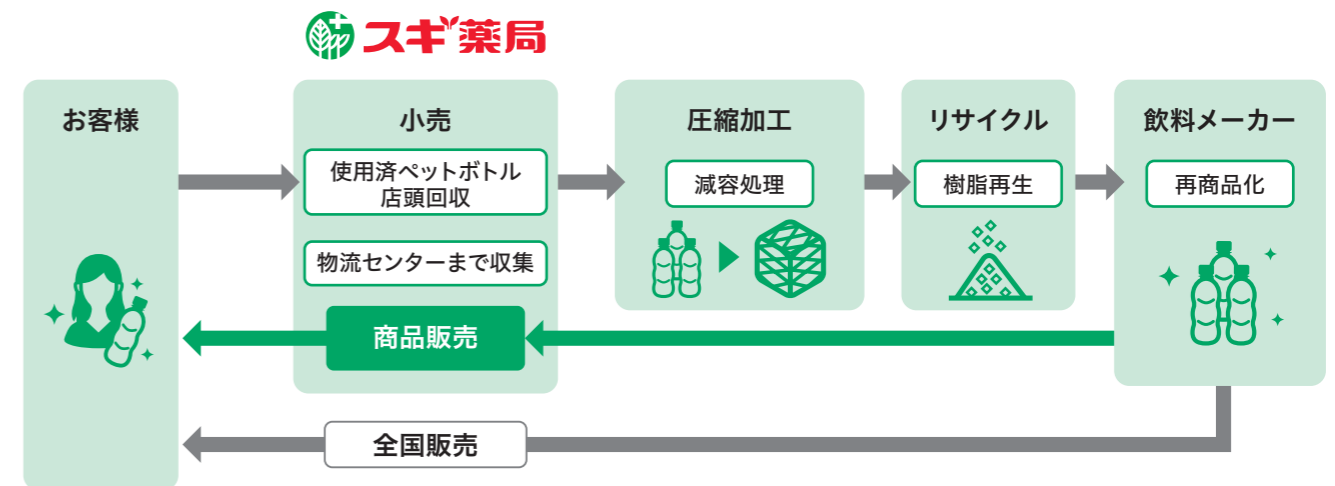 スギ薬局
お客様
小売
使用済ペットボトル
店頭回収
物流センターまで収集
商品販売
圧縮加工
減容処理
リサイクル
樹脂再生
飲料メーカー
再商品化
全国販売